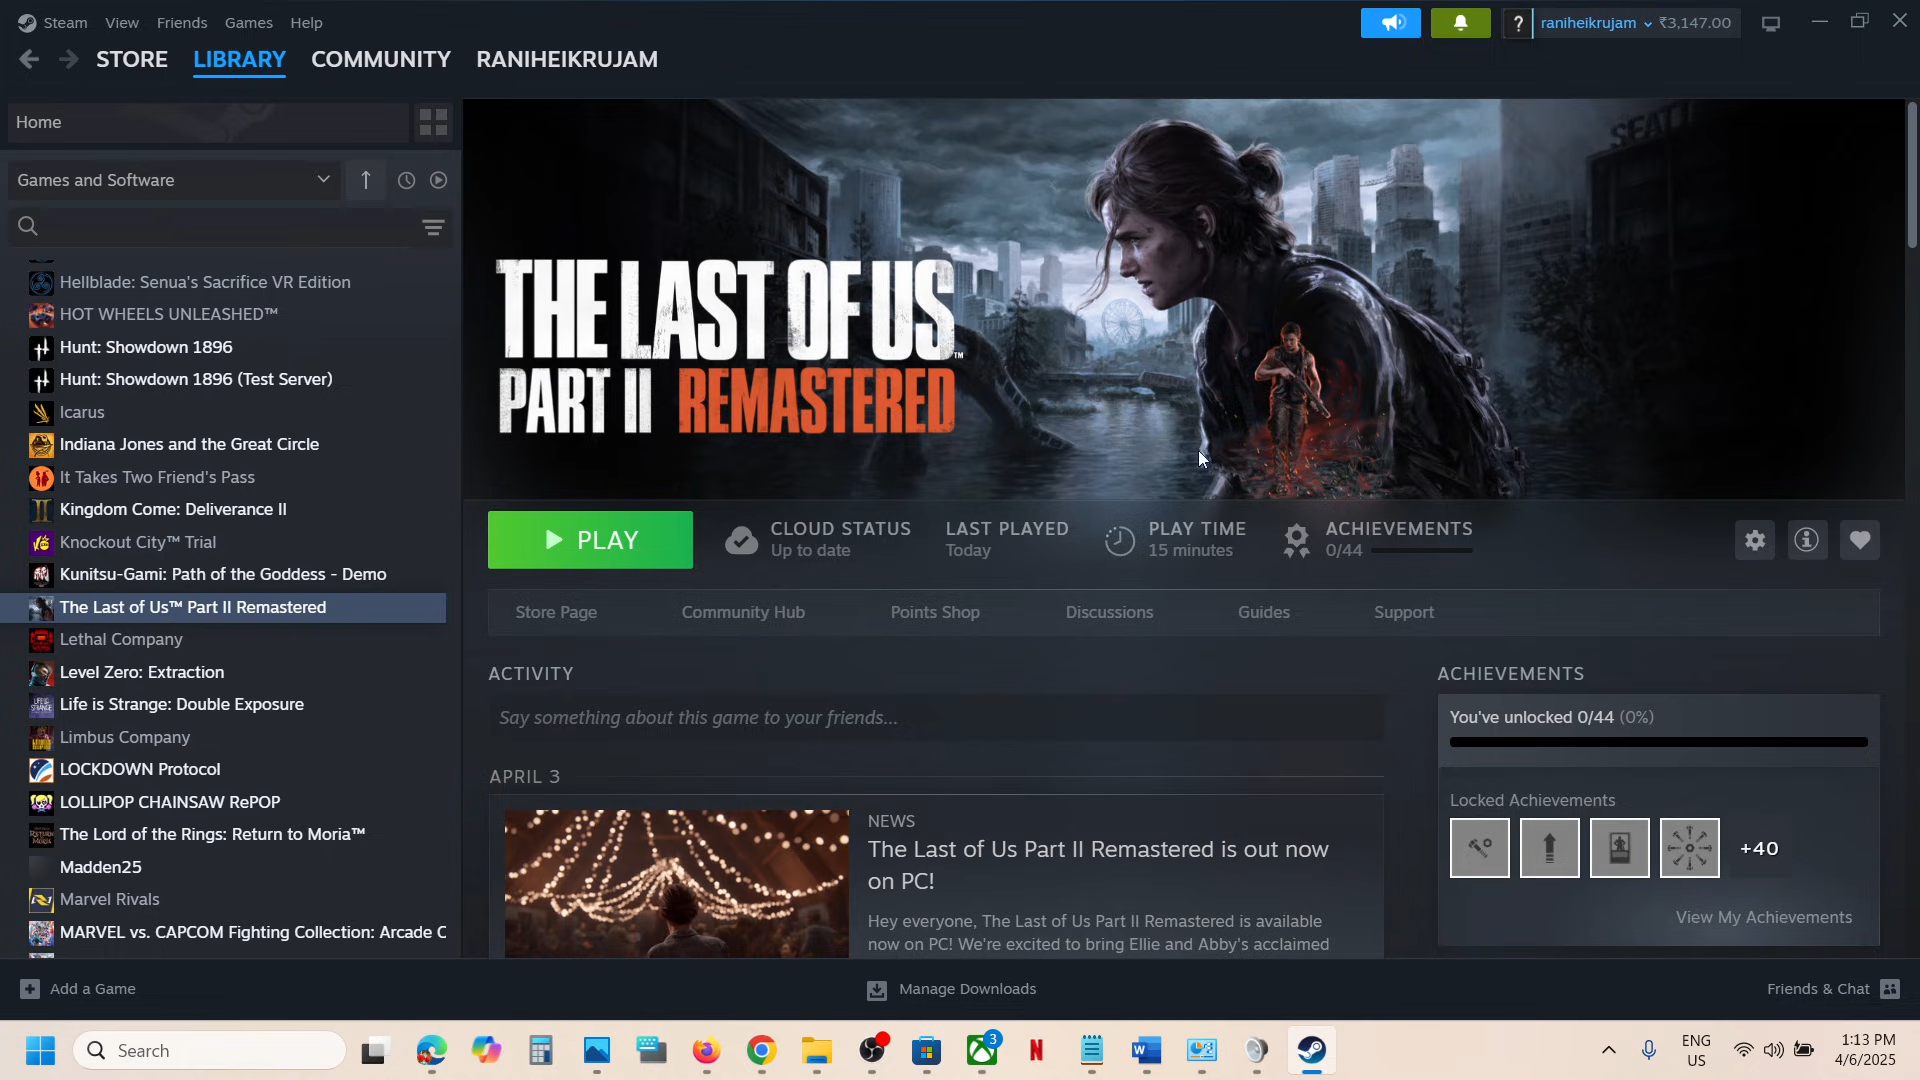 Steam View Friends Games Help
? raniheikrujam ₹3,147.00
STORE LIBRARY COMMUNITY RANIHEIKRUJAM
Home
Games and Software
Hellblade: Senua's Sacrifice VR Edition
HOT WHEELS UNLEASHED™
Hunt: Showdown 1896
Hunt: Showdown 1896 (Test Server)
Icarus
Indiana Jones and the Great Circle
It Takes Two Friend's Pass
Kingdom Come: Deliverance II
Knockout City™ Trial
Kunitsu-Gami: Path of the Goddess - Demo
The Last of Us™ Part II Remastered
Lethal Company
Level Zero: Extraction
Life is Strange: Double Exposure
Limbus Company
LOCKDOWN Protocol
LOLLIPOP CHAINSAW RePOP
The Lord of the Rings: Return to Moria™
Madden25
Marvel Rivals
MARVEL vs. CAPCOM Fighting Collection: Arcade C
THE LAST OF US™
PART II REMASTERED
PLAY
CLOUD STATUS
Up to date
LAST PLAYED
Today
PLAY TIME
15 minutes
ACHIEVEMENTS
0/44
Store Page Community Hub Points Shop Discussions Guides Support
ACTIVITY
Say something about this game to your friends...
APRIL 3
NEWS
The Last of Us Part II Remastered is out now
on PC!
Hey everyone, The Last of Us Part II Remastered is available
now on PC! We're excited to bring Ellie and Abby's acclaimed
ACHIEVEMENTS
You've unlocked 0/44 (0%)
Locked Achievements
+40
View My Achievements
Add a Game
Manage Downloads
Friends & Chat
Search
3
ENG
US
1:13 PM
4/6/2025